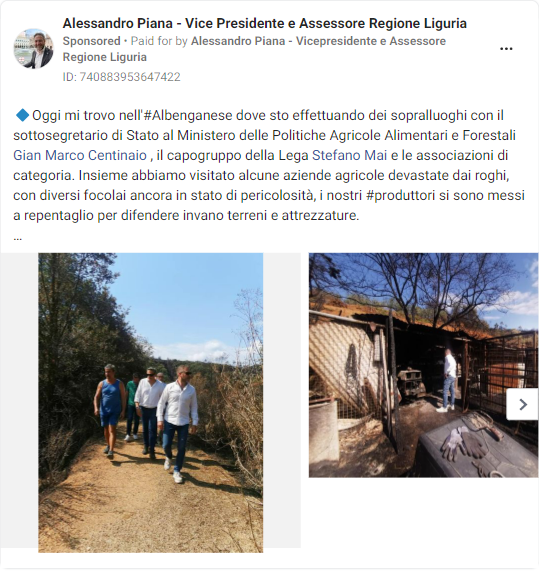 Alessandro Piana - Vice Presidente e Assessore Regione Liguria
Sponsored • Paid for by Alessandro Piana - Vicepresidente e Assessore
Regione Liguria
ID: 740883953647422
🔷Oggi mi trovo nell'#Albenganese dove sto effettuando dei sopralluoghi con il
sottosegretario di Stato al Ministero delle Politiche Agricole Alimentari e Forestali
Gian Marco Centinaio , il capogruppo della Lega Stefano Mai e le associazioni di
categoria. Insieme abbiamo visitato alcune aziende agricole devastate dai roghi,
con diversi focolai ancora in stato di pericolosità, i nostri #produttori si sono messi
a repentaglio per difendere invano terreni e attrezzature.
...